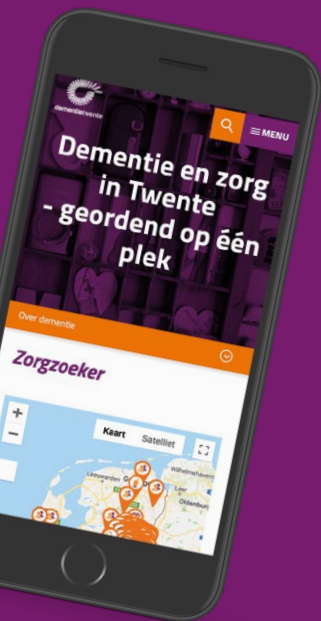 dementietwente
MENU
Dementie en zorg
in Twente
- geordend op één
plek
Over dementie
Zorgzoeker
+
−
Kaart Satelliet
Wilhelmshaven
Leeuwarden
Leer
Oldenburg